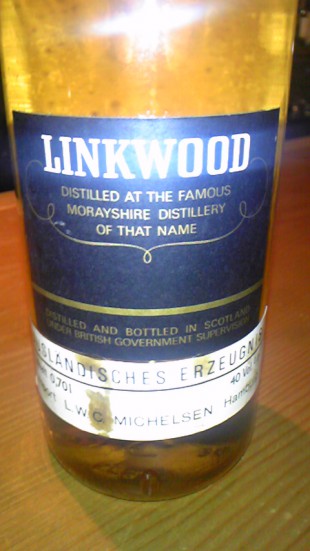 LINKWOOD
DISTILLED AT THE FAMOUS
MORAYSHIRE DISTILLERY
OF THAT NAME
DISTILLED AND BOTTLED IN SCOTLAND
UNDER BRITISH GOVERNMENT SUPERVISION
0,70l 40 Vol
L.W.C. MICHELSEN